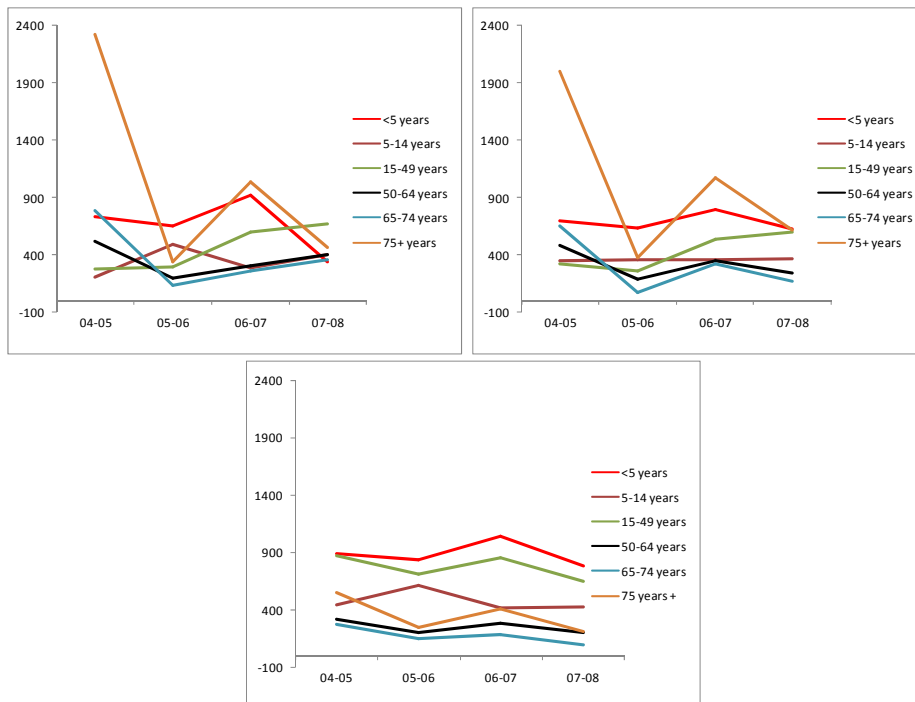 2400
1900
1400
900
400
-100
04-05 05-06 06-07 07-08
<5 years
5-14 years
15-49 years
50-64 years
65-74 years
75+ years
2400
1900
1400
900
400
-100
04-05 05-06 06-07 07-08
<5 years
5-14 years
15-49 years
50-64 years
65-74 years
75+ years
2400
1900
1400
900
400
-100
04-05 05-06 06-07 07-08
<5 years
5-14 years
15-49 years
50-64 years
65-74 years
75 years +